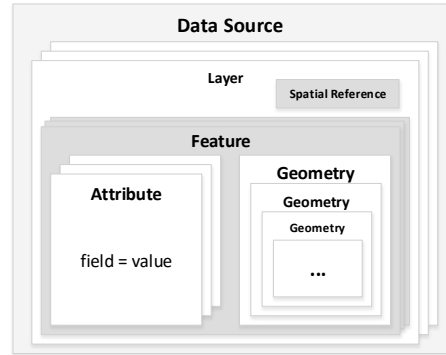 Data Source
Layer
Spatial Reference
Feature
Attribute
field = value
Geometry
Geometry
Geometry
...